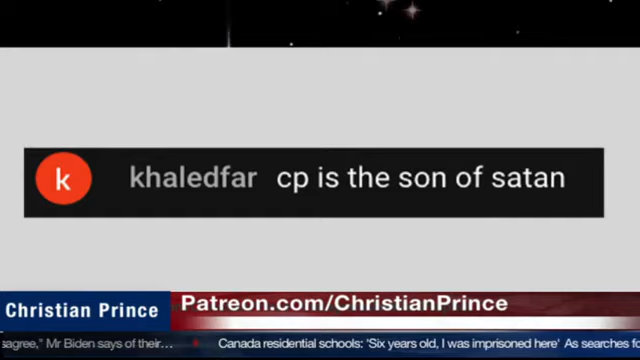 k khaledfar cp is the son of satan
Patreon.com/ChristianPrince
Christian Prince
sagree," Mr Biden says of their... Canada residential schools: 'Six years old, I was imprisoned here' As searches fo